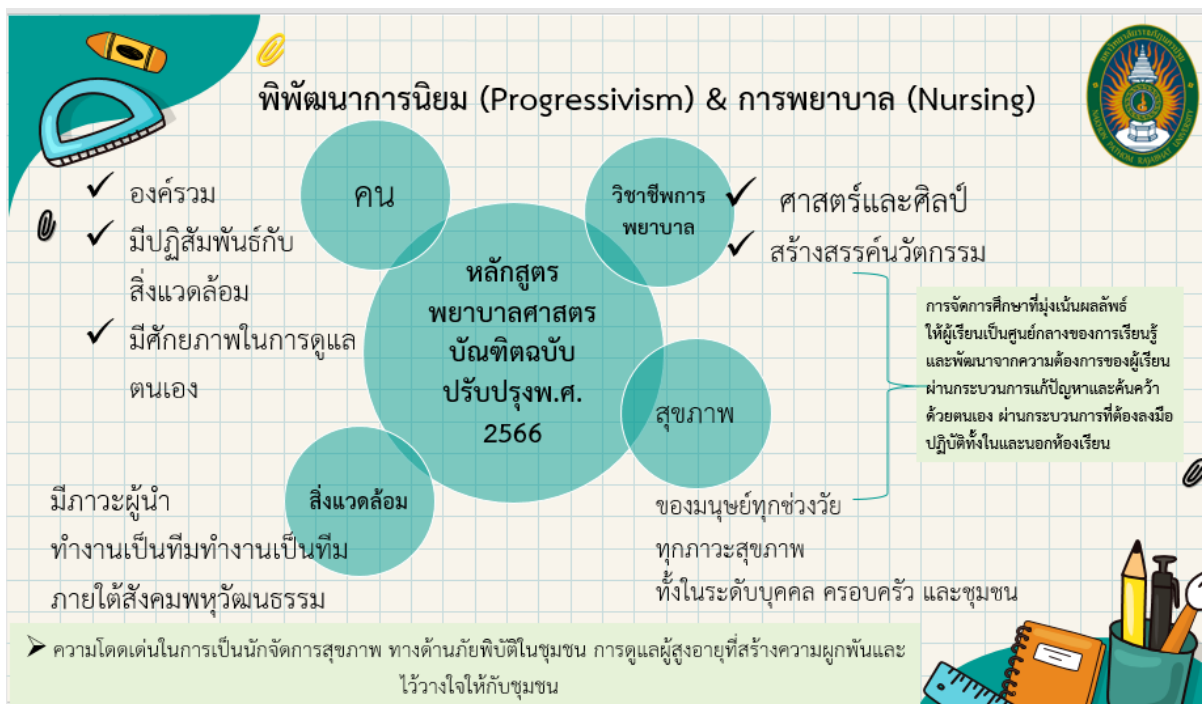 พิพัฒนาการนิยม (Progressivism) & การพยาบาล (Nursing)
มหาวิทยาลัยราชภัฏนครปฐม
NAKHON PATHOM RAJABHAT UNIVERSITY
คน
✓ องค์รวม
✓ มีปฏิสัมพันธ์กับ
สิ่งแวดล้อม
✓ มีศักยภาพในการดูแล
ตนเอง
วิชาชีพการ
พยาบาล
✓ ศาสตร์และศิลป์
✓ สร้างสรรค์นวัตกรรม
หลักสูตร
พยาบาลศาสตร
บัณฑิตฉบับ
ปรับปรุงพ.ศ.
2566
การจัดการศึกษาที่มุ่งเน้นผลลัพธ์
ให้ผู้เรียนเป็นศูนย์กลางของการเรียนรู้
และพัฒนาจากความต้องการของผู้เรียน
ผ่านกระบวนการแก้ปัญหาและค้นคว้า
ด้วยตนเอง ผ่านกระบวนการที่ต้องลงมือ
ปฏิบัติทั้งในและนอกห้องเรียน
สุขภาพ
ของมนุษย์ทุกช่วงวัย
ทุกภาวะสุขภาพ
ทั้งในระดับบุคคล ครอบครัว และชุมชน
สิ่งแวดล้อม
มีภาวะผู้นำ
ทำงานเป็นทีมทำงานเป็นทีม
ภายใต้สังคมพหุวัฒนธรรม
➢ ความโดดเด่นในการเป็นนักจัดการสุขภาพ ทางด้านภัยพิบัติในชุมชน การดูแลผู้สูงอายุที่สร้างความผูกพันและ
ไว้วางใจให้กับชุมชน